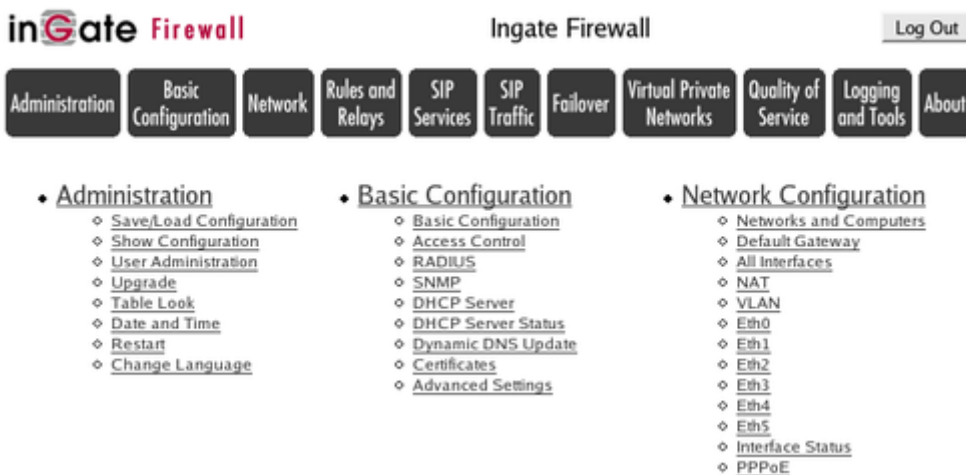 inGate Firewall
Ingate Firewall
Log Out
Administration
Basic
Configuration
Network
Rules and
Relays
SIP
Services
SIP
Traffic
Failover
Virtual Private
Networks
Quality of
Service
Logging
and Tools
About
Administration
Save/Load Configuration
Show Configuration
User Administration
Upgrade
Table Look
Date and Time
Restart
Change Language
Basic Configuration
Basic Configuration
Access Control
RADIUS
SNMP
DHCP Server
DHCP Server Status
Dynamic DNS Update
Certificates
Advanced Settings
Network Configuration
Networks and Computers
Default Gateway
All Interfaces
NAT
VLAN
Eth0
Eth1
Eth2
Eth3
Eth4
Eth5
Interface Status
PPPoE